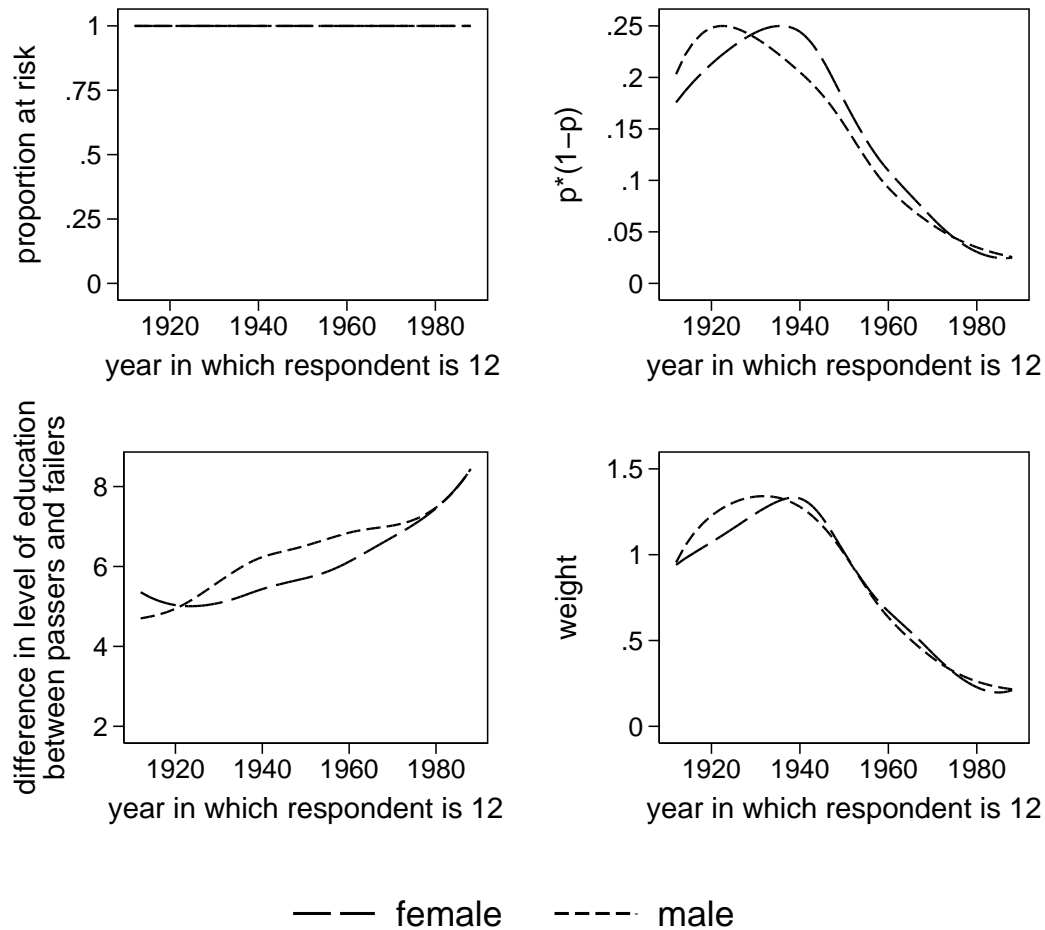 proportion at risk
1
.75
.5
.25
0
1920 1940 1960 1980
year in which respondent is 12
p*(1−p)
.25
.2
.15
.1
.05
0
1920 1940 1960 1980
year in which respondent is 12
difference in level of education
between passers and failers
8
6
4
2
1920 1940 1960 1980
year in which respondent is 12
weight
1.5
1
.5
0
1920 1940 1960 1980
year in which respondent is 12
female male